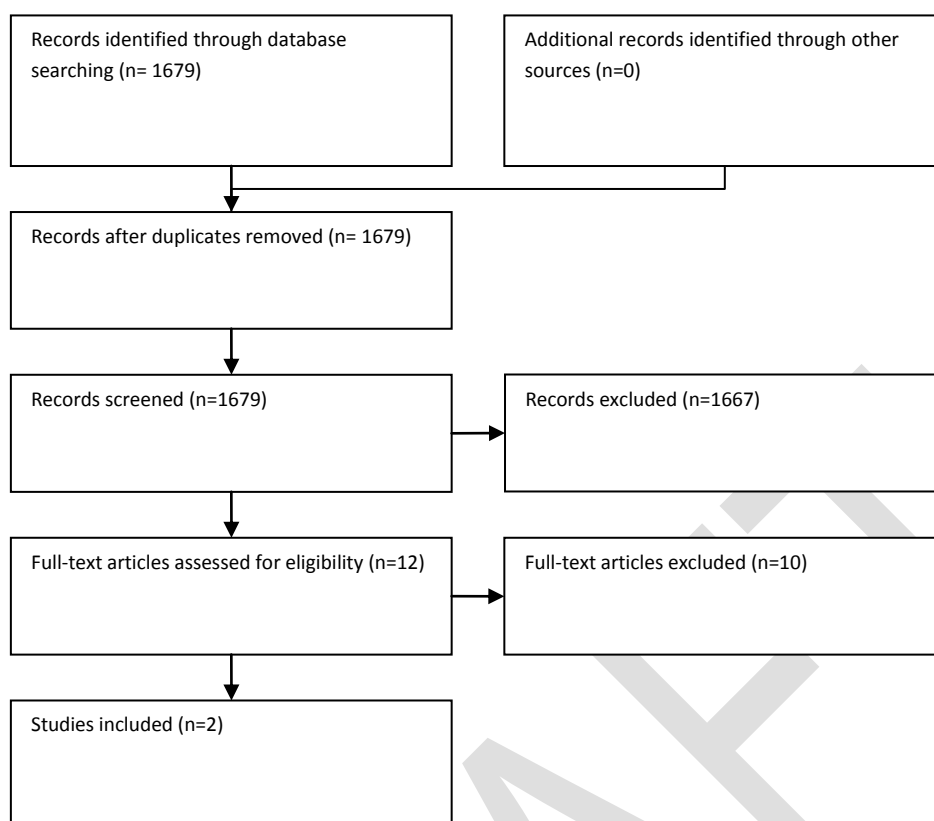 Records identified through database
searching (n= 1679)
Additional records identified through other
sources (n=0)
Records after duplicates removed (n= 1679)
Records screened (n=1679)
Records excluded (n=1667)
Full-text articles assessed for eligibility (n=12)
Full-text articles excluded (n=10)
Studies included (n=2)